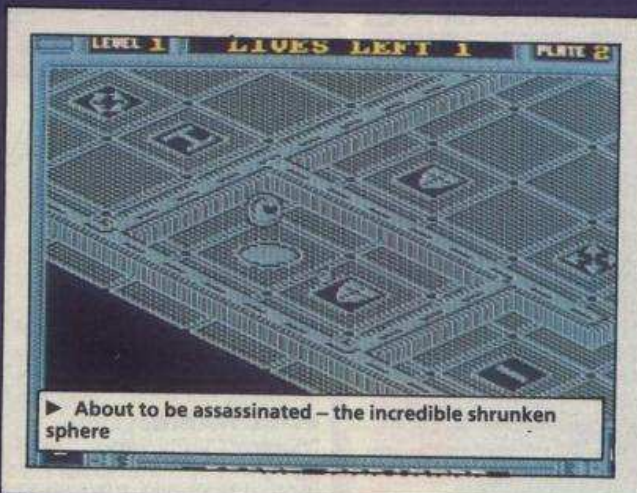 LEVEL 1 LIVES LEFT 1 PLATE 2
► About to be assassinated – the incredible shrunken
sphere